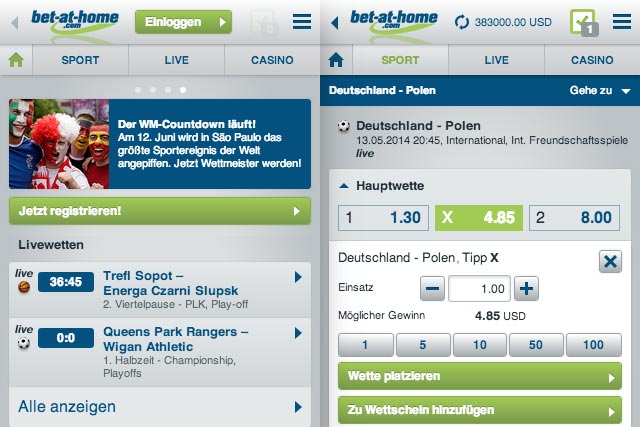 bet-at-home
.com
Einloggen
1
SPORT
LIVE
CASINO
Der WM-Countdown läuft!
Am 12. Juni wird in São Paulo das
größte Sportereignis der Welt
angepiffen. Jetzt Wettmeister werden!
Jetzt registrieren!
Livewetten
live
36:45
Trefl Sopot –
Energa Czarni Slupsk
2. Viertelpause - PLK, Play-off
live
0:0
Queens Park Rangers –
Wigan Athletic
1. Halbzeit - Championship,
Playoffs
Alle anzeigen
bet-at-home
.com
383000.00 USD
1
SPORT
LIVE
CASINO
Deutschland - Polen
Gehe zu
Deutschland - Polen
13.05.2014 20:45, International, Int. Freundschaftsspiele
live
Hauptwette
1 1.30
X 4.85
2 8.00
Deutschland - Polen, Tipp X
Einsatz
1.00
Möglicher Gewinn
4.85 USD
1
5
10
50
100
Wette platzieren
Zu Wettschein hinzufügen